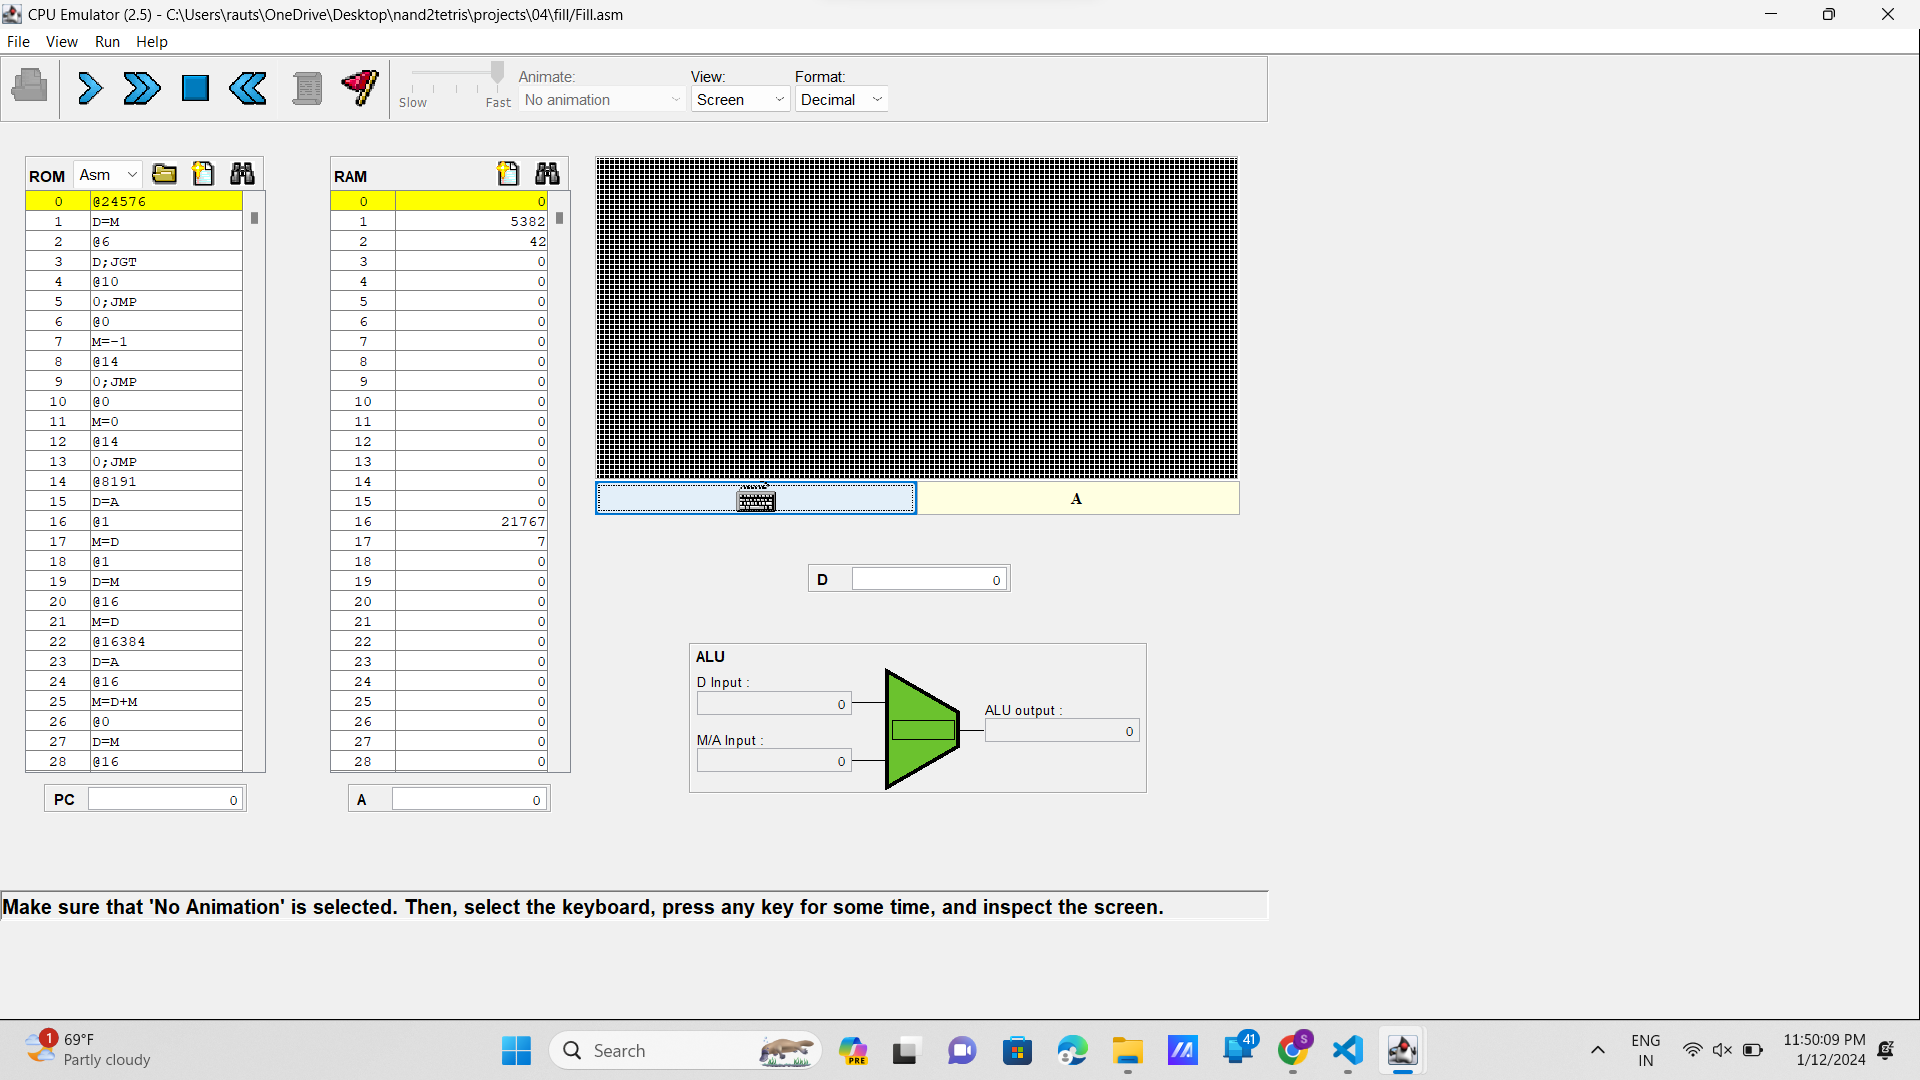 CPU Emulator (2.5) - C:\Users\rauts\OneDrive\Desktop\nand2tetris\projects\04\fill/Fill.asm
File View Run Help
Slow Fast
Animate:
No animation
View:
Screen
Format:
Decimal
ROM Asm
0 @24576
1 D=M
2 @6
3 D;JGT
4 @10
5 0;JMP
6 @0
7 M=-1
8 @14
9 0;JMP
10 @0
11 M=0
12 @14
13 0;JMP
14 @8191
15 D=A
16 @1
17 M=D
18 @1
19 D=M
20 @16
21 M=D
22 @16384
23 D=A
24 @16
25 M=D+M
26 @0
27 D=M
28 @16
PC 0
RAM
0 0
1 5382
2 42
3 0
4 0
5 0
6 0
7 0
8 0
9 0
10 0
11 0
12 0
13 0
14 0
15 0
16 21767
17 7
18 0
19 0
20 0
21 0
22 0
23 0
24 0
25 0
26 0
27 0
28 0
A 0
A
D 0
ALU
D Input :
0
M/A Input :
0
ALU output :
0
Make sure that 'No Animation' is selected. Then, select the keyboard, press any key for some time, and inspect the screen.
1
69°F
Partly cloudy
Search
PRE
41
S
ENG
IN
11:50:09 PM
1/12/2024